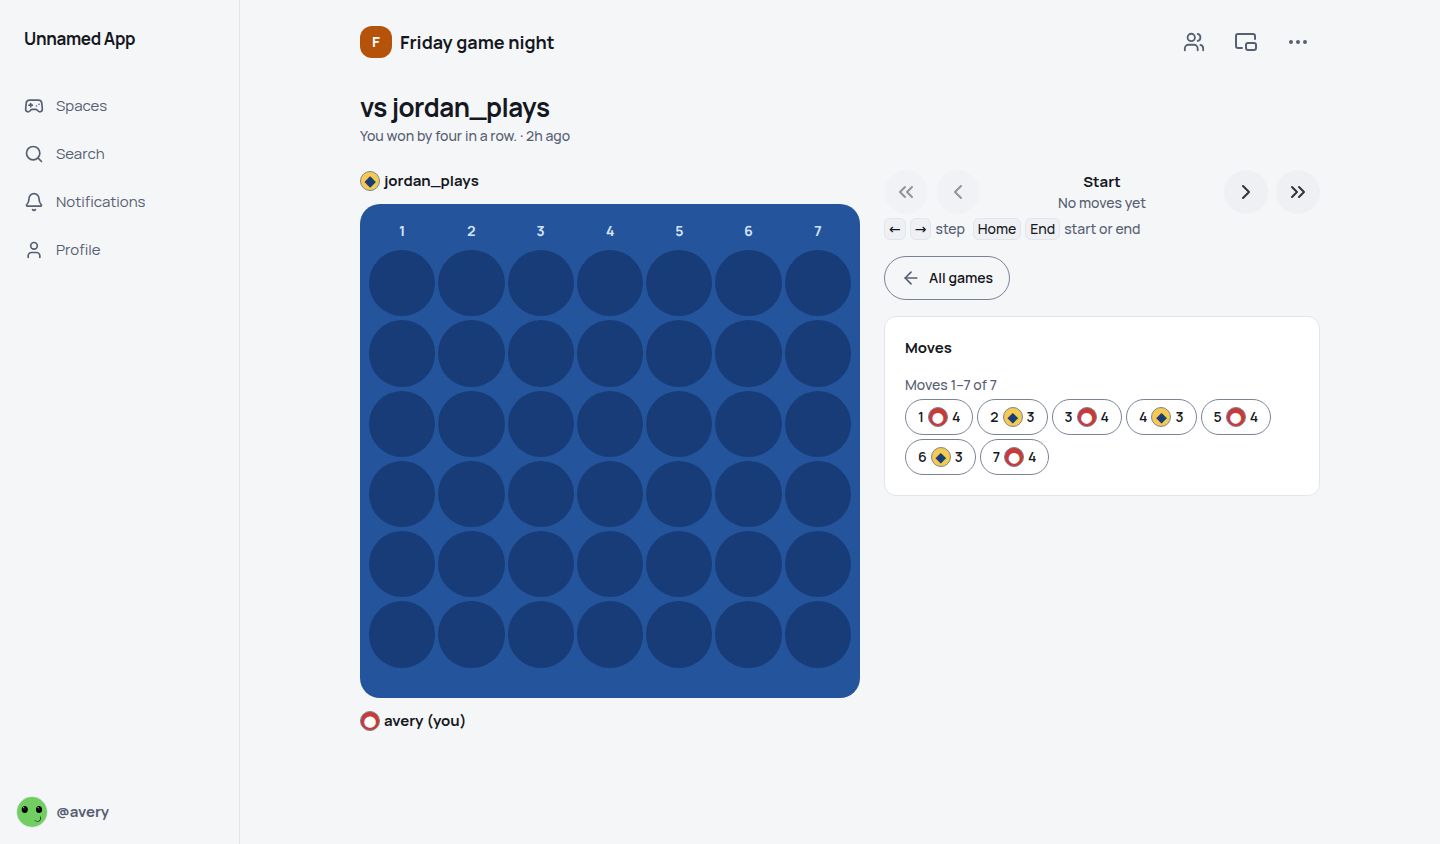 Unnamed App
Spaces
Search
Notifications
Profile
@avery
F Friday game night
vs jordan_plays
You won by four in a row. · 2h ago
jordan_plays
1 2 3 4 5 6 7
avery (you)
Start
No moves yet
← → step Home End start or end
← All games
Moves
Moves 1–7 of 7
1 4 2 3 3 4 4 3 5 4
6 3 7 4